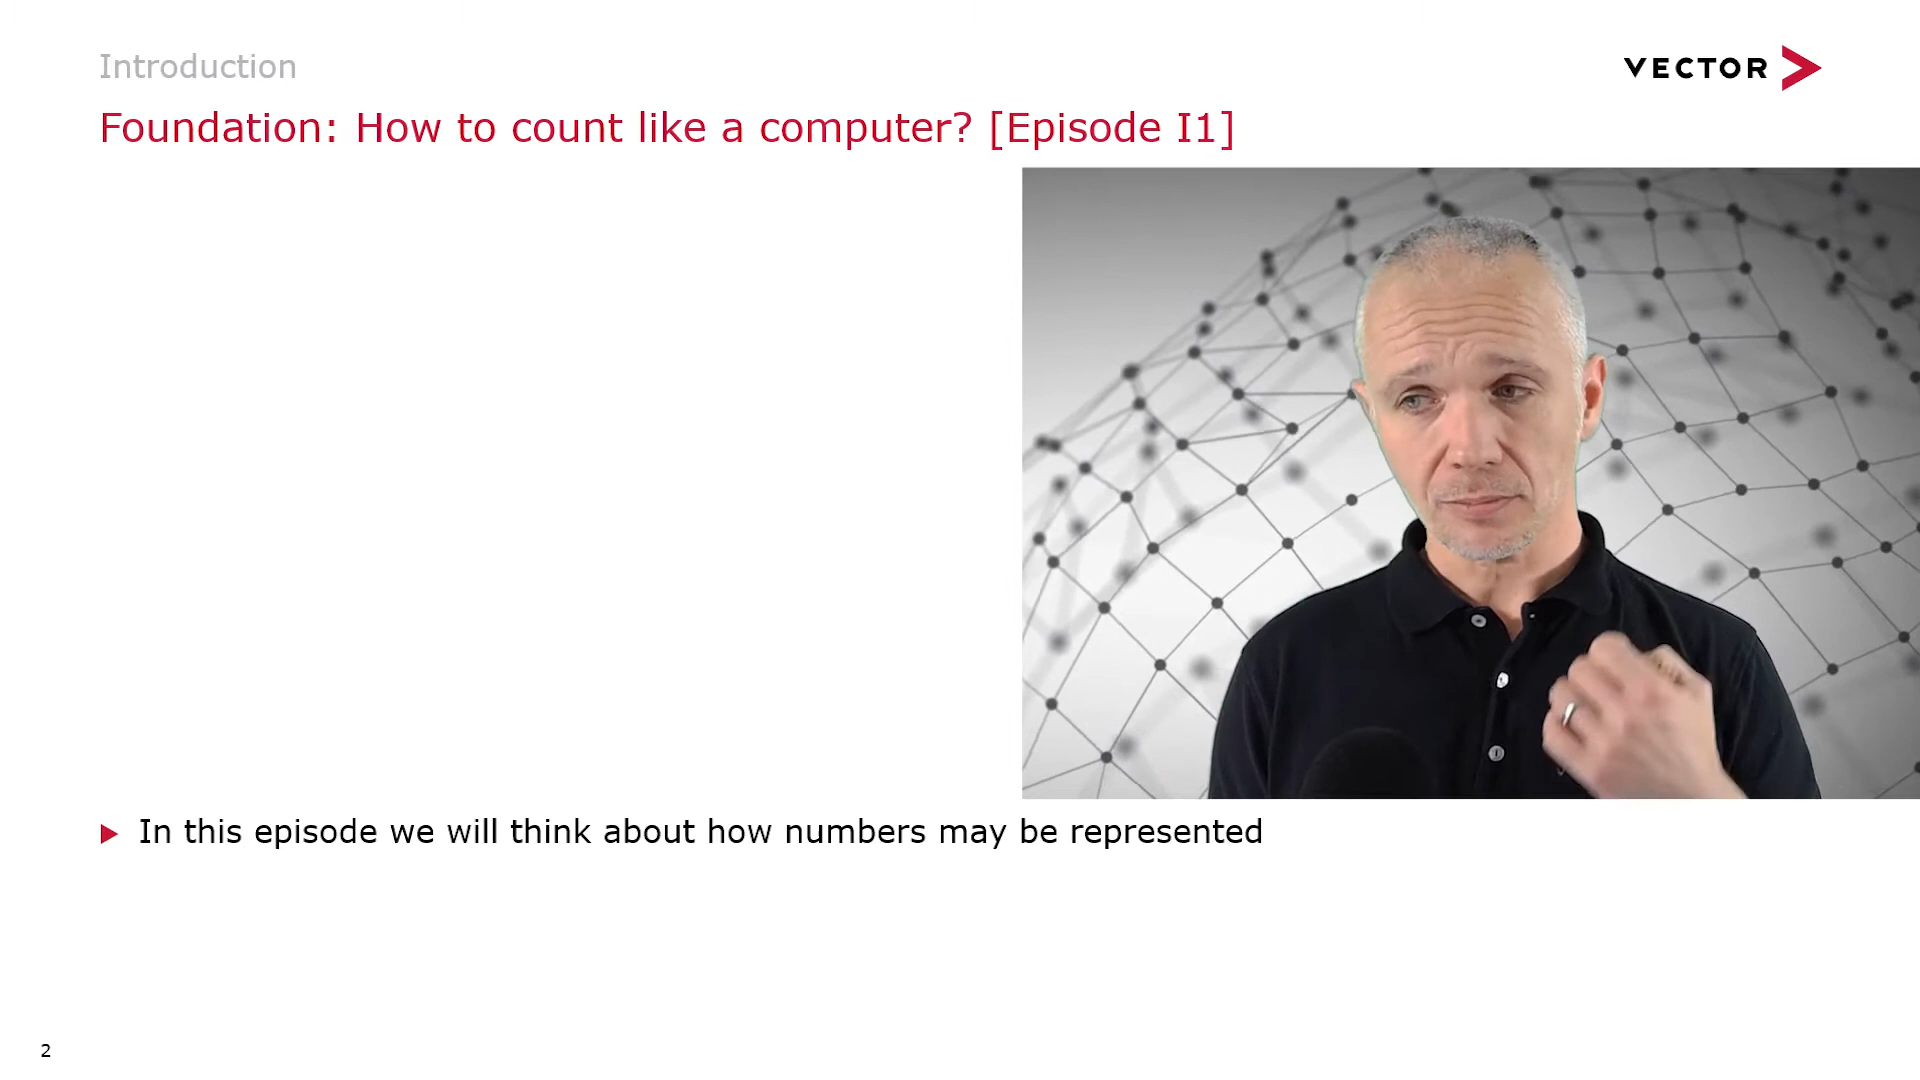 Introduction
VECTOR
Foundation: How to count like a computer? [Episode I1]
In this episode we will think about how numbers may be represented
2